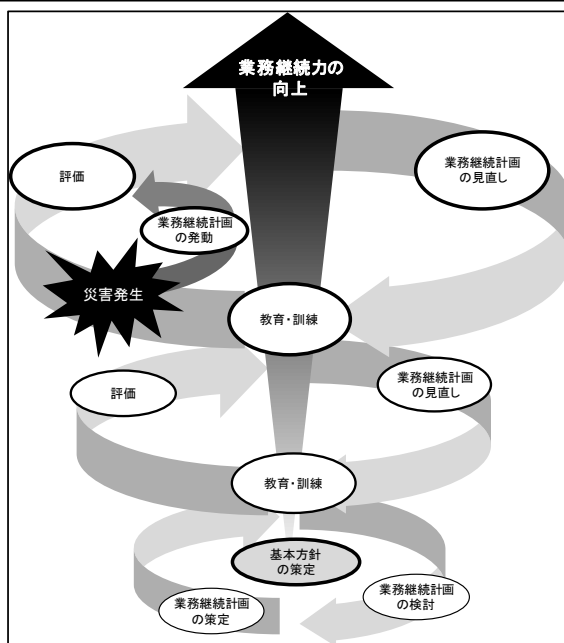 業務継続力の
向上
評価
業務継続計画
の見直し
業務継続計画
の発動
災害発生
教育・訓練
評価
業務継続計画
の見直し
教育・訓練
基本方針
の策定
業務継続計画
の策定
業務継続計画
の検討